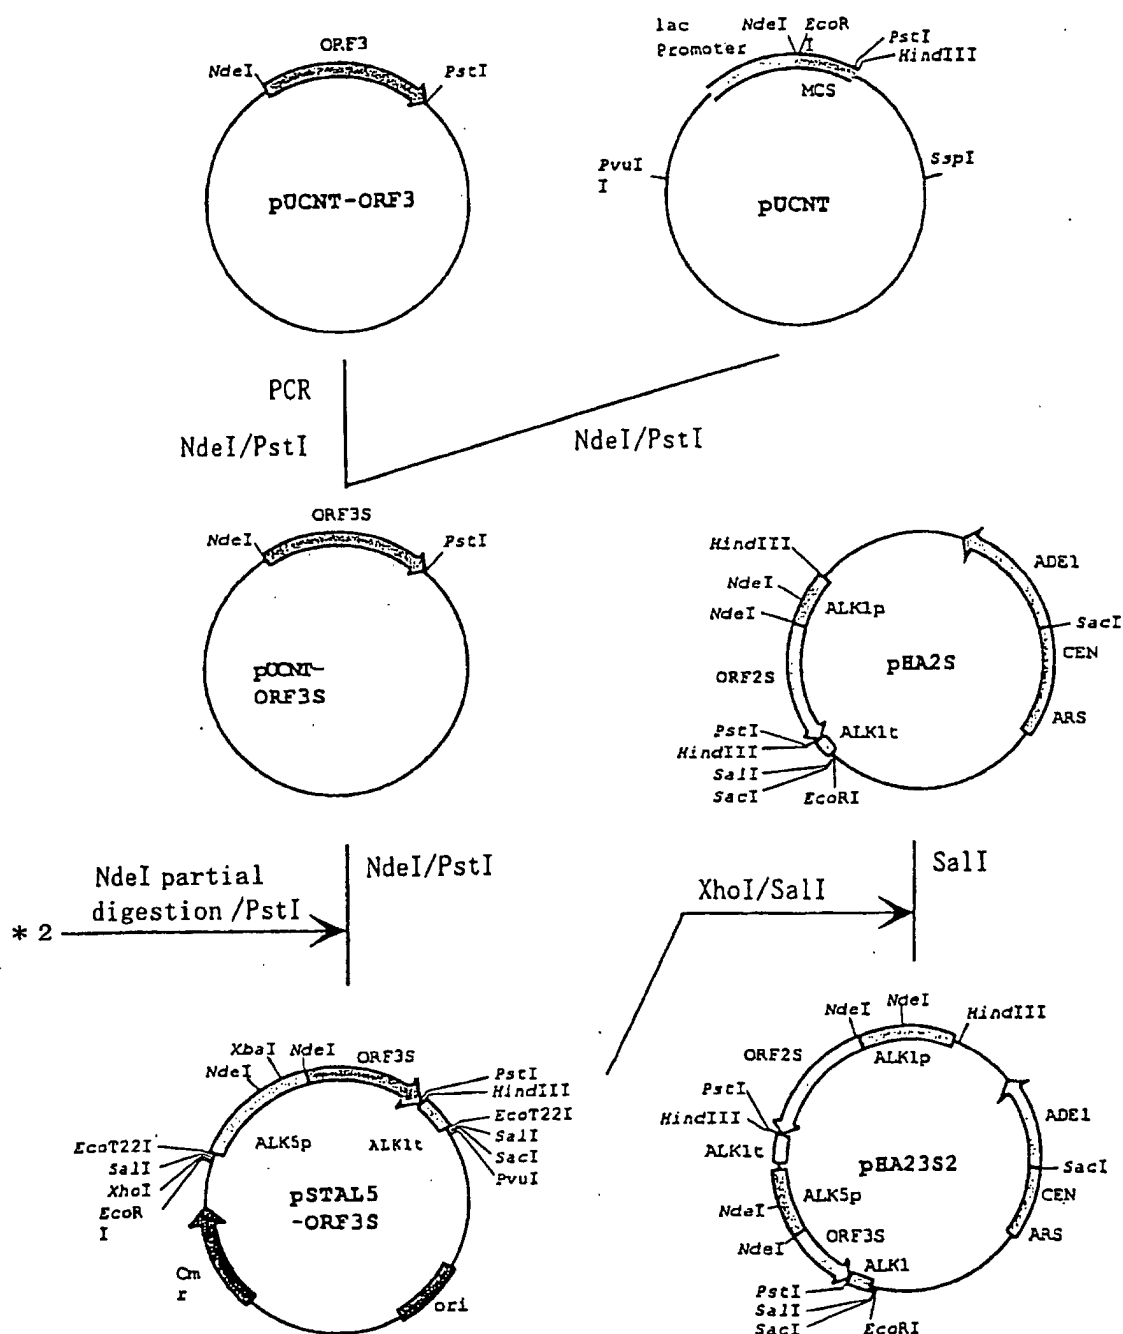 ORF3
NdeI
PstI
pUCNT-ORF3
lac
Promoter
NdeI
EcoR
I
PstI
HindIII
MCS
PvuI
I
SspI
pUCNT
PCR
NdeI/PstI
NdeI/PstI
ORF3S
NdeI
PstI
pUCNT-
ORF3S
HindIII
NdeI
NdeI
ALK1p
ORF2S
PstI
HindIII
SalI
SacI
EcoRI
ALK1t
pHA2S
ADE1
SacI
CEN
ARS
NdeI partial
digestion /PstI
* 2
NdeI/PstI
XhoI/SalI
SalI
XbaI
NdeI
NdeI
ORF3S
PstI
HindIII
EcoT22I
SalI
SacI
PvuI
EcoT22I
SalI
XhoI
EcoR
I
ALK5p
ALK1t
pSTAL5
-ORF3S
Cm
r
ori
NdeI
NdeI
HindIII
ORF2S
ALK1p
PstI
HindIII
ALK1t
ALK5p
NdeI
NdeI
ORF3S
ALK1
PstI
SalI
SacI
EcoRI
pHA23S2
ADE1
SacI
CEN
ARS